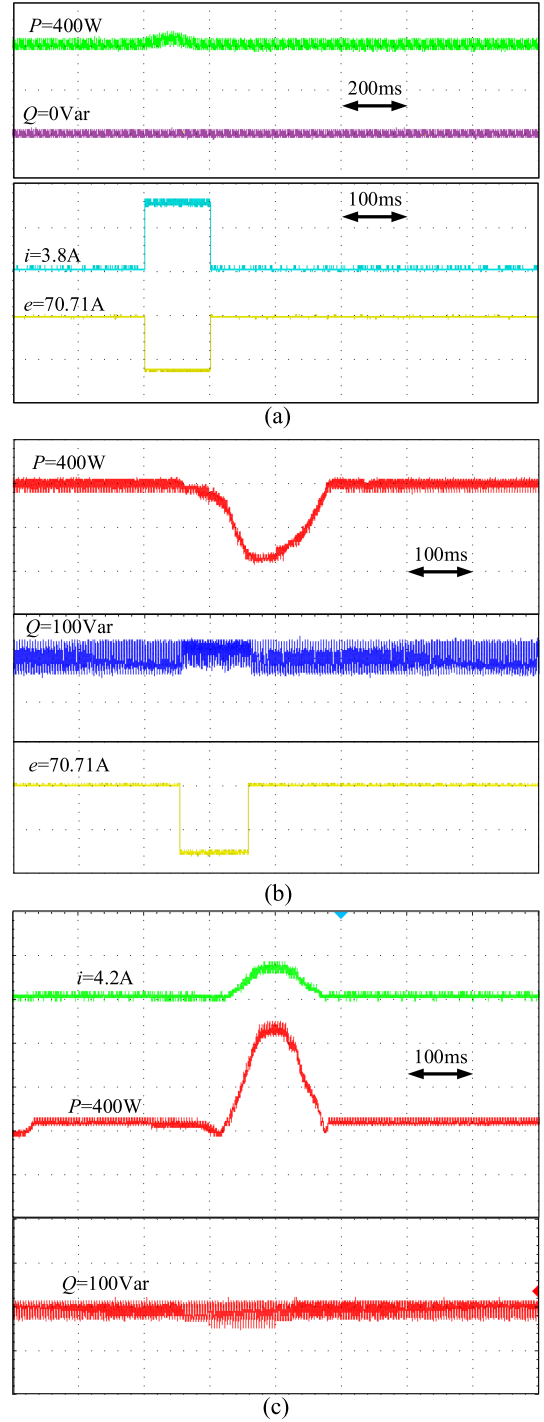 P=400W
200ms
Q=0Var
100ms
i=3.8A
e=70.71A
(a)
P=400W
100ms
Q=100Var
e=70.71A
(b)
i=4.2A
100ms
P=400W
Q=100Var
(c)